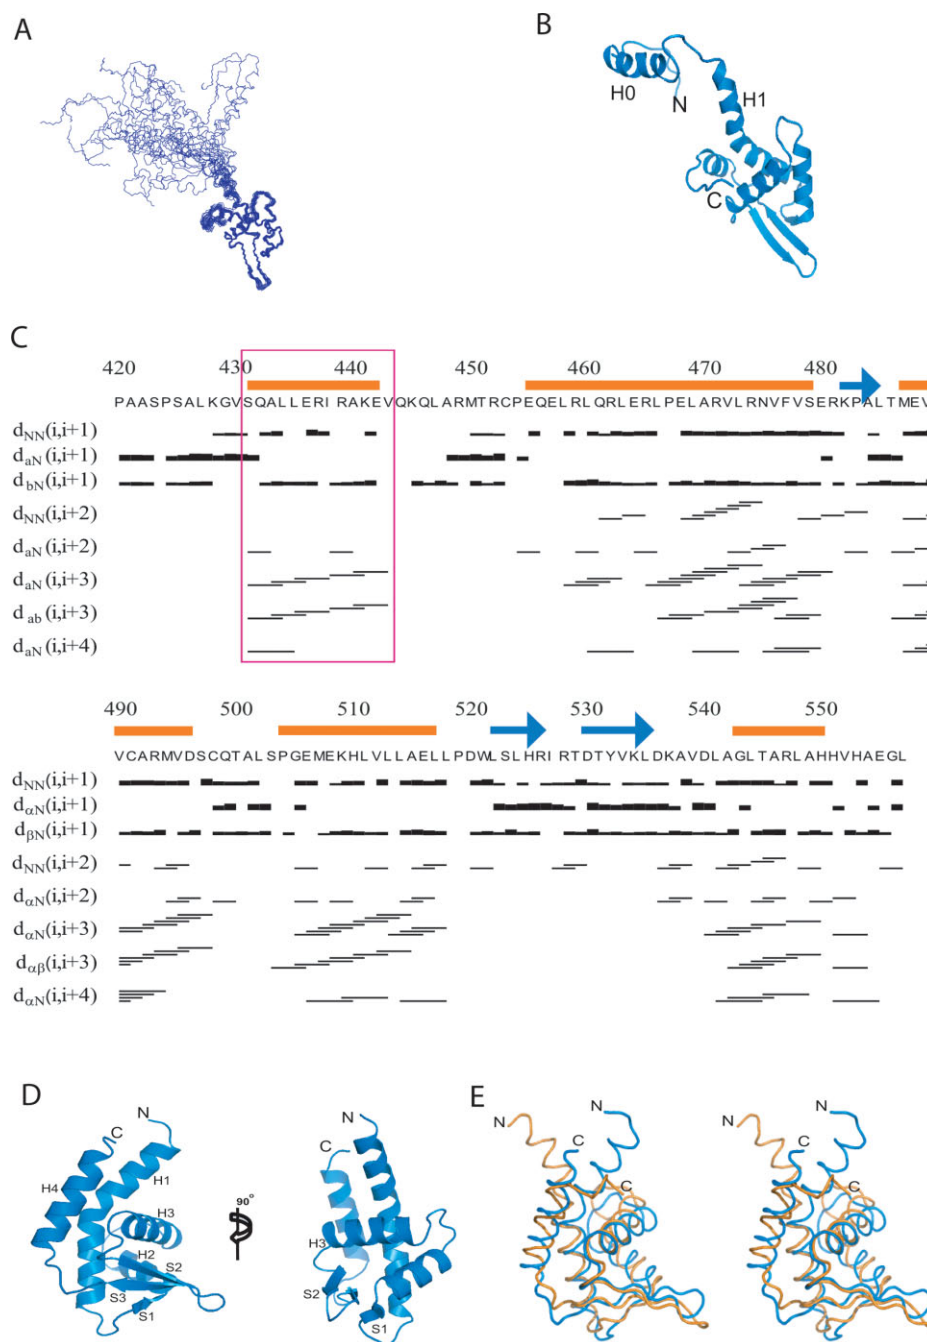 A
B
H0
N
H1
C
C
420 430 440 450 460 470 480
PAASPSALKGVSQALLERIRAKEVQKQLARMTRCPEQELRLQRLERLPELARVLRNVFVSERKPALTMEV
dNN(i,i+1)
daN(i,i+1)
dbN(i,i+1)
dNN(i,i+2)
daN(i,i+2)
daN(i,i+3)
dab(i,i+3)
daN(i,i+4)
490 500 510 520 530 540 550
VCARMVDSCQTALSPGEMEKHLVLLAELLPDWLSLHRIRTDTYVKLDKAVDLAGLTARLAHHVHAEGL
dNN(i,i+1)
dαN(i,i+1)
dβN(i,i+1)
dNN(i,i+2)
dαN(i,i+2)
dαN(i,i+3)
dαβ(i,i+3)
dαN(i,i+4)
D
N
C
H4
H1
H3
H2
S2
S3
S1
90°
N
C
H3
S2
S1
E
N
N
C
C
N
N
C
C